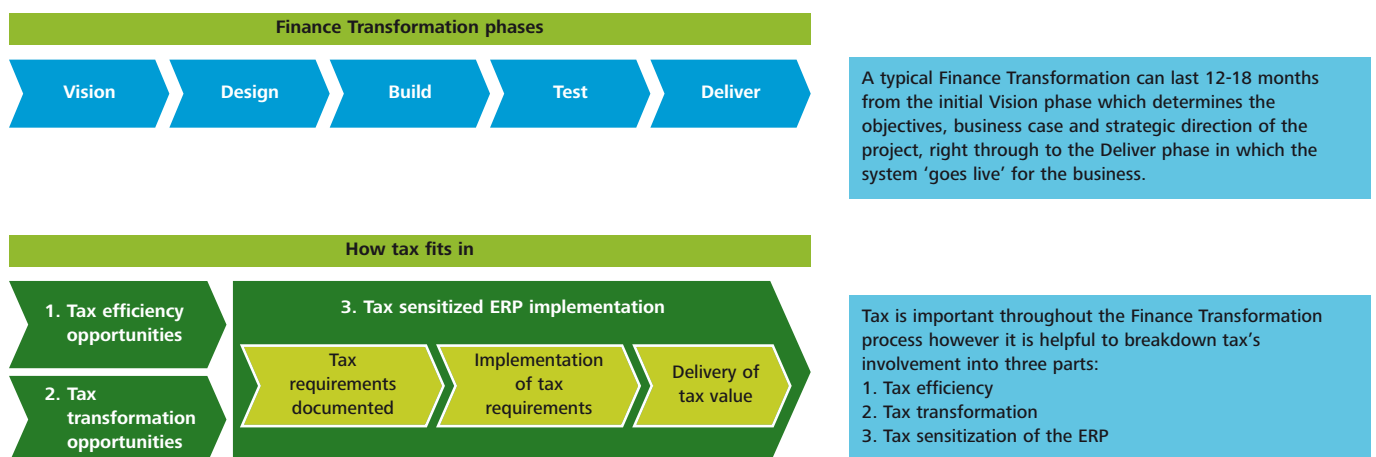 Finance Transformation phases
Vision
Design
Build
Test
Deliver
A typical Finance Transformation can last 12-18 months
from the initial Vision phase which determines the
objectives, business case and strategic direction of the
project, right through to the Deliver phase in which the
system ‘goes live’ for the business.
How tax fits in
1. Tax efficiency
opportunities
2. Tax
transformation
opportunities
3. Tax sensitized ERP implementation
Tax
requirements
documented
Implementation
of tax
requirements
Delivery of
tax value
Tax is important throughout the Finance Transformation
process however it is helpful to breakdown tax’s
involvement into three parts:
1. Tax efficiency
2. Tax transformation
3. Tax sensitization of the ERP